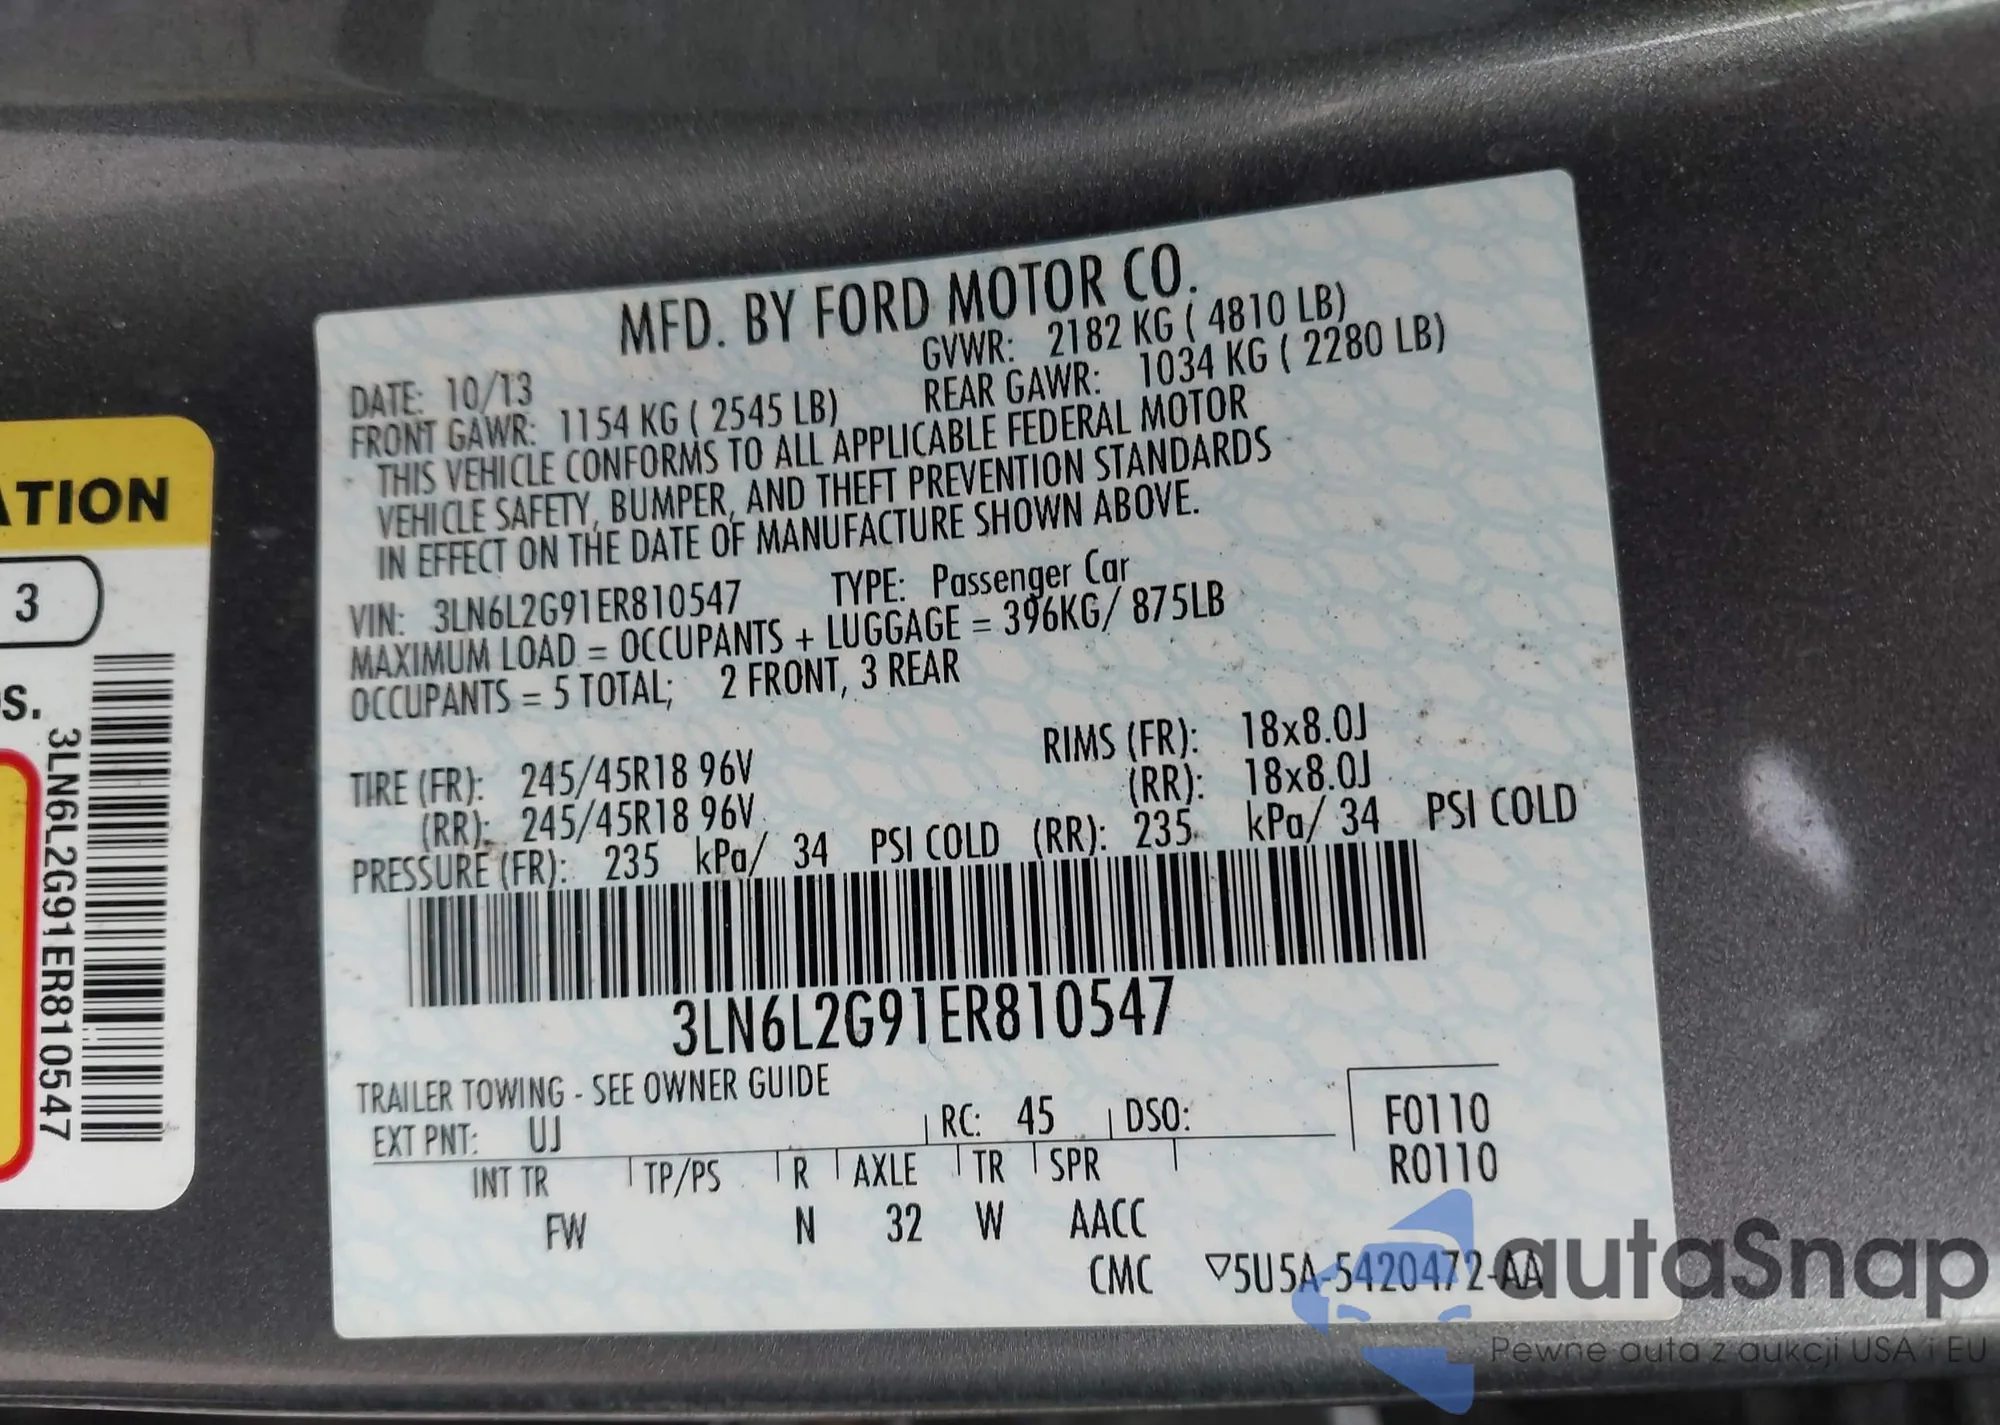 MFD. BY FORD MOTOR CO.
DATE: 10/13
GVWR: 2182 KG ( 4810 LB)
FRONT GAWR: 1154 KG ( 2545 LB)
REAR GAWR: 1034 KG ( 2280 LB)
THIS VEHICLE CONFORMS TO ALL APPLICABLE FEDERAL MOTOR
VEHICLE SAFETY, BUMPER, AND THEFT PREVENTION STANDARDS
IN EFFECT ON THE DATE OF MANUFACTURE SHOWN ABOVE.
VIN: 3LN6L2G91ER810547 TYPE: Passenger Car
MAXIMUM LOAD = OCCUPANTS + LUGGAGE = 396KG/ 875LB
OCCUPANTS = 5 TOTAL; 2 FRONT, 3 REAR
TIRE (FR): 245/45R18 96V RIMS (FR): 18x8.0J
(RR): 245/45R18 96V (RR): 18x8.0J
PRESSURE (FR): 235 kPa/ 34 PSI COLD (RR): 235 kPa/ 34 PSI COLD
3LN6L2G91ER810547
TRAILER TOWING - SEE OWNER GUIDE
EXT PNT: UJ RC: 45 DSO: F0110
R0110
INT TR TP/PS R AXLE TR SPR
FW N 32 W AACC
CMC ▽5U5A-5420472-AA
ATION
3
S.
3LN6L2G91ER810547
autaSnap
Pewne auta z aukcji USA i EU